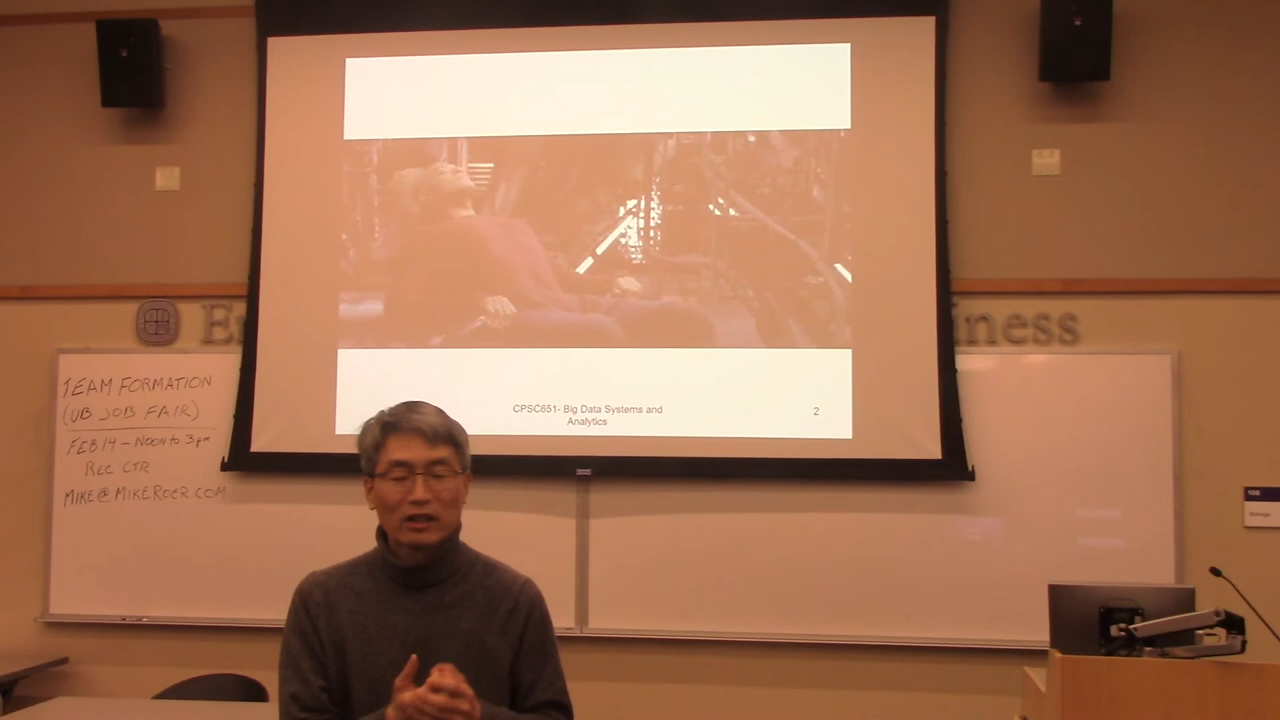 CPSC651- Big Data Systems and
Analytics
2
TEAM FORMATION
(UB JOB FAIR)
FEB 14 – NOON to 3pm
REC CTR
MIKE@MIKEROER.COM
iness
Storage